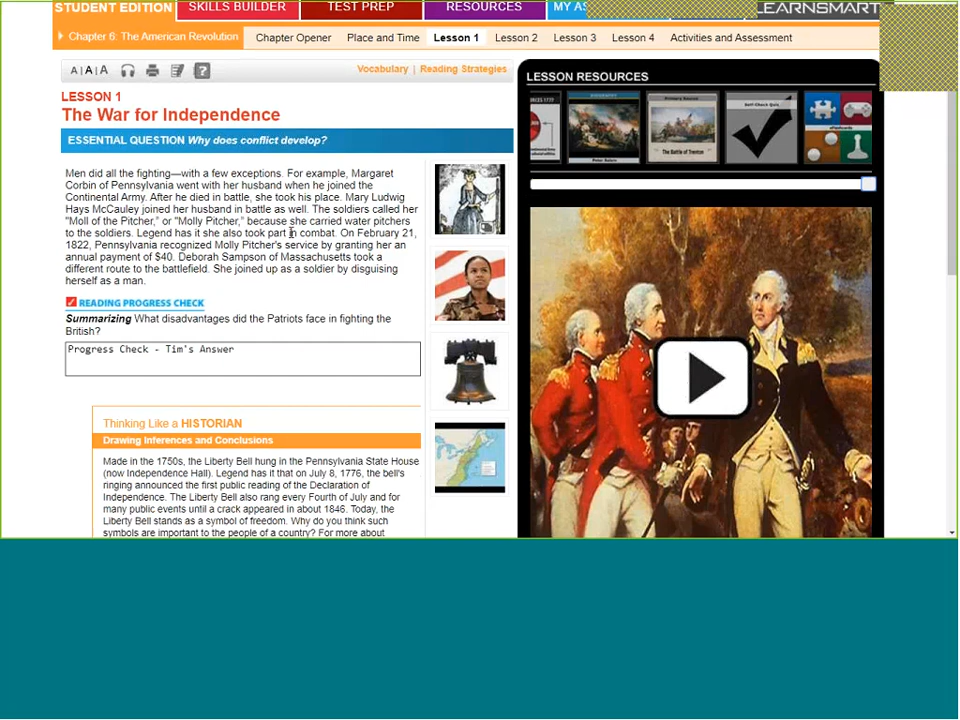 STUDENT EDITION
SKILLS BUILDER
TEST PREP
RESOURCES
MY AS
LEARNSMART
Chapter 6: The American Revolution
Chapter Opener
Place and Time
Lesson 1
Lesson 2
Lesson 3
Lesson 4
Activities and Assessment
A | A | A
?
Vocabulary | Reading Strategies
LESSON 1
The War for Independence
ESSENTIAL QUESTION Why does conflict develop?
Men did all the fighting—with a few exceptions. For example, Margaret
Corbin of Pennsylvania went with her husband when he joined the
Continental Army. After he died in battle, she took his place. Mary Ludwig
Hays McCauley joined her husband in battle as well. The soldiers called her
"Moll of the Pitcher," or "Molly Pitcher," because she carried water pitchers
to the soldiers. Legend has it she also took part in combat. On February 21,
1822, Pennsylvania recognized Molly Pitcher's service by granting her an
annual payment of $40. Deborah Sampson of Massachusetts took a
different route to the battlefield. She joined up as a soldier by disguising
herself as a man.
READING PROGRESS CHECK
Summarizing What disadvantages did the Patriots face in fighting the
British?
Progress Check - Tim's Answer
Thinking Like a HISTORIAN
Drawing Inferences and Conclusions
Made in the 1750s, the Liberty Bell hung in the Pennsylvania State House
(now Independence Hall). Legend has it that on July 8, 1776, the bell's
ringing announced the first public reading of the Declaration of
Independence. The Liberty Bell also rang every Fourth of July and for
many public events until a crack appeared in about 1846. Today, the
Liberty Bell stands as a symbol of freedom. Why do you think such
symbols are important to the people of a country? For more about
LESSON RESOURCES
Peter Salem
Primary Source
The Battle of Trenton
Self-Check Quiz
eFlashcards